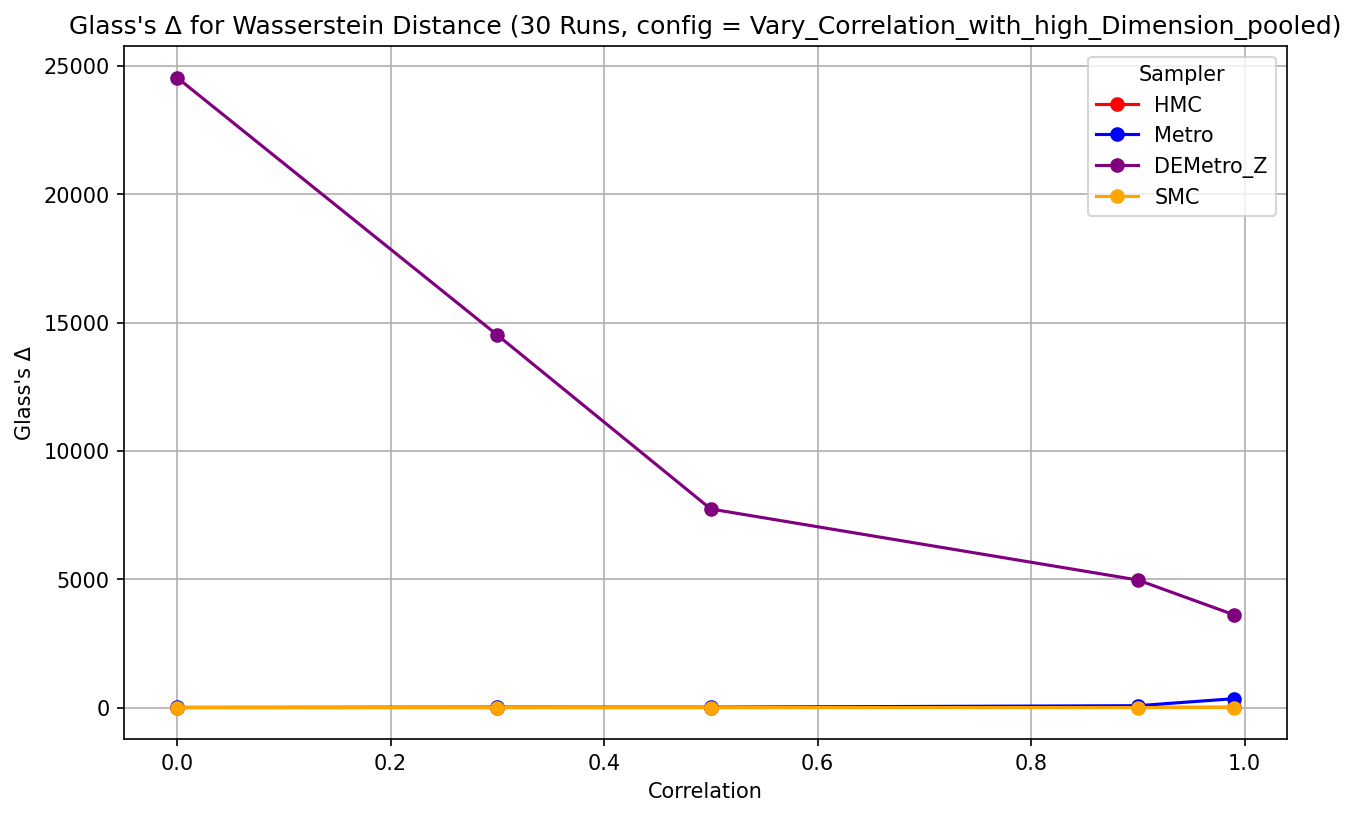 Glass's Δ for Wasserstein Distance (30 Runs, config = Vary_Correlation_with_high_Dimension_pooled)
Sampler
HMC
Metro
DEMetro_Z
SMC
25000
20000
15000
10000
5000
0
Glass's Δ
0.0 0.2 0.4 0.6 0.8 1.0
Correlation